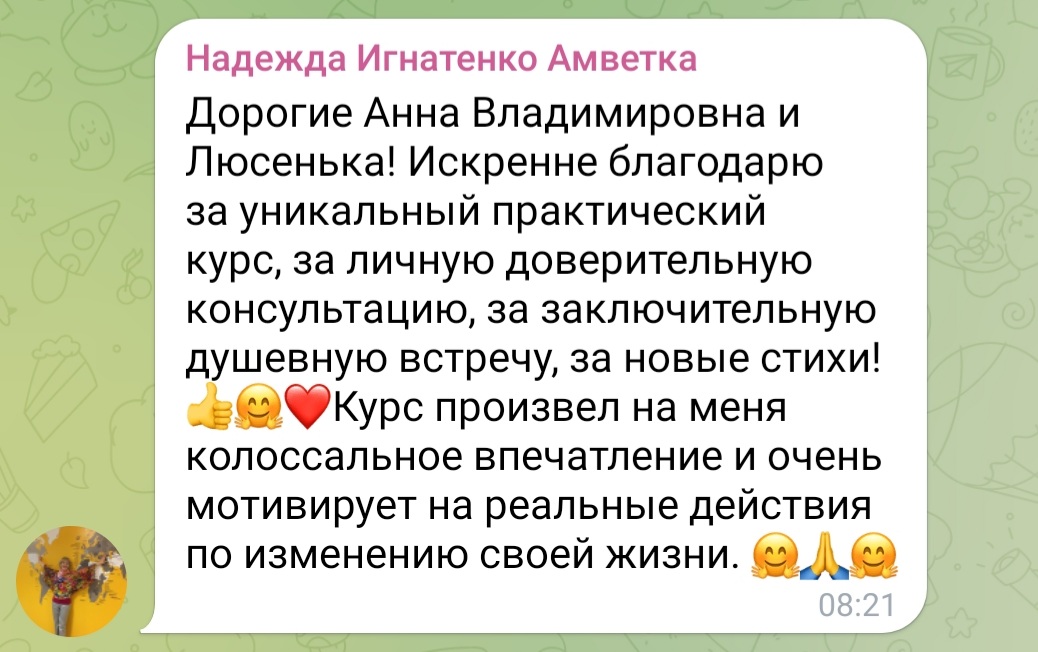 Надежда Игнатенко Амветка
Дорогие Анна Владимировна и
Люсенька! Искренне благодарю
за уникальный практический
курс, за личную доверительную
консультацию, за заключительную
душевную встречу, за новые стихи!
👍🤗❤️Курс произвел на меня
колоссальное впечатление и очень
мотивирует на реальные действия
по изменению своей жизни. 🤗🙏🤗
08:21